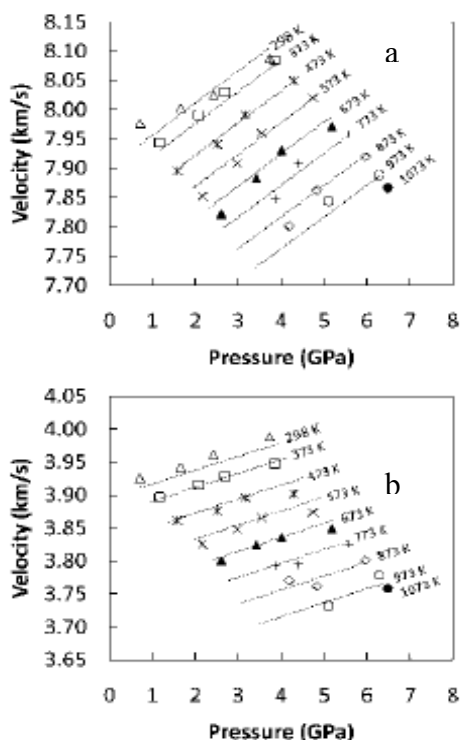 8.15
8.10
8.05
8.00
7.95
7.90
7.85
7.80
7.75
7.70
Velocity (km/s)
a
298 K
373 K
473 K
573 K
673 K
773 K
873 K
973 K
1073 K
0 1 2 3 4 5 6 7 8
Pressure (GPa)
4.05
4.00
3.95
3.90
3.85
3.80
3.75
3.70
3.65
Velocity (km/s)
b
298 K
373 K
473 K
573 K
673 K
773 K
873 K
973 K
1073 K
0 1 2 3 4 5 6 7 8
Pressure (GPa)